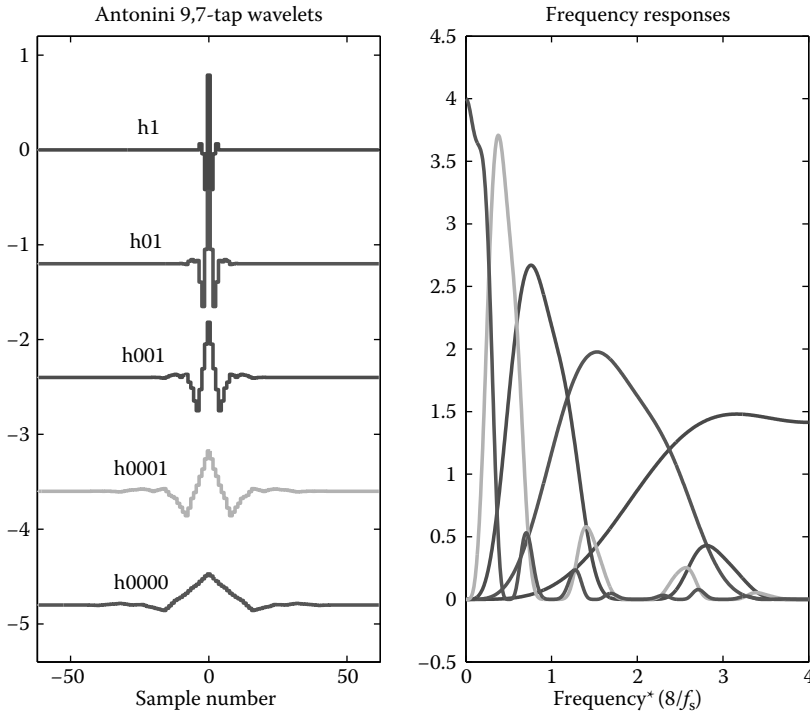 Antonini 9,7-tap wavelets
1
0
−1
−2
−3
−4
−5
h1
h01
h001
h0001
h0000
−50
0
50
Sample number
Frequency responses
4.5
4
3.5
3
2.5
2
1.5
1
0.5
0
−0.5
0
1
2
3
4
Frequency* (8/fs)